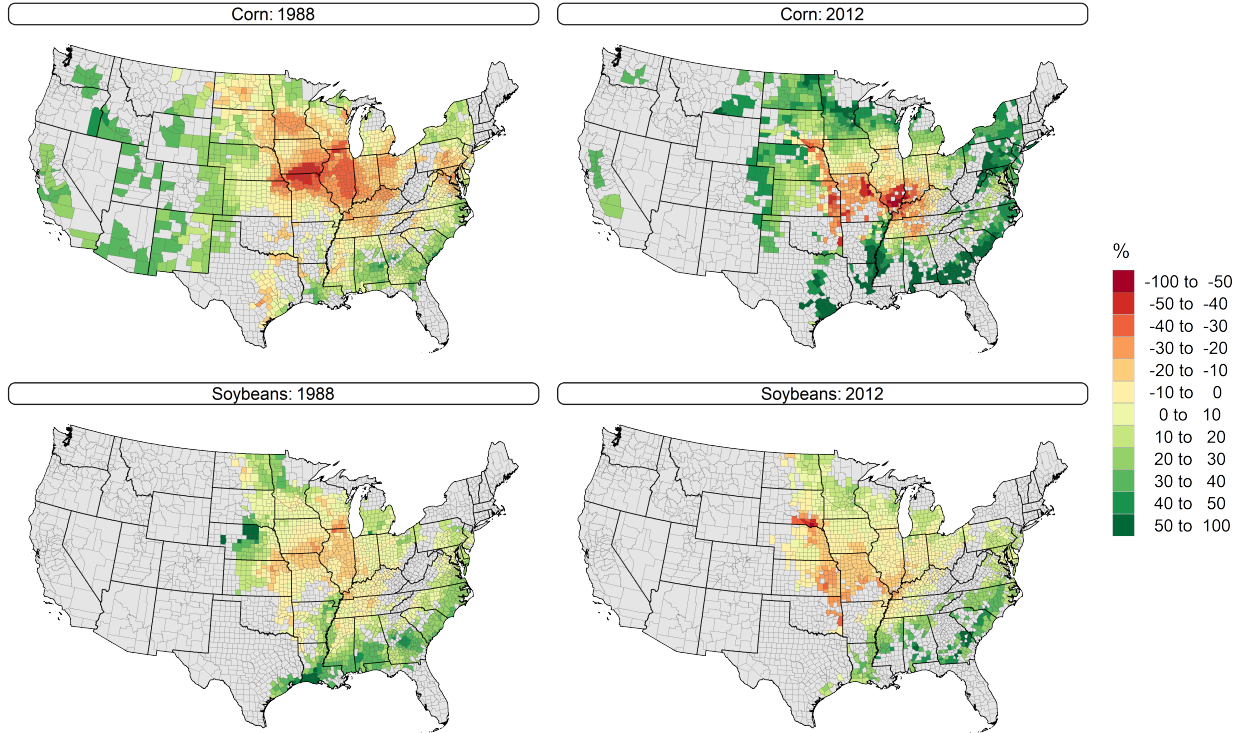 Corn: 1988
Corn: 2012
%
-100 to -50
-50 to -40
-40 to -30
-30 to -20
-20 to -10
-10 to 0
0 to 10
10 to 20
20 to 30
30 to 40
40 to 50
50 to 100
Soybeans: 1988
Soybeans: 2012